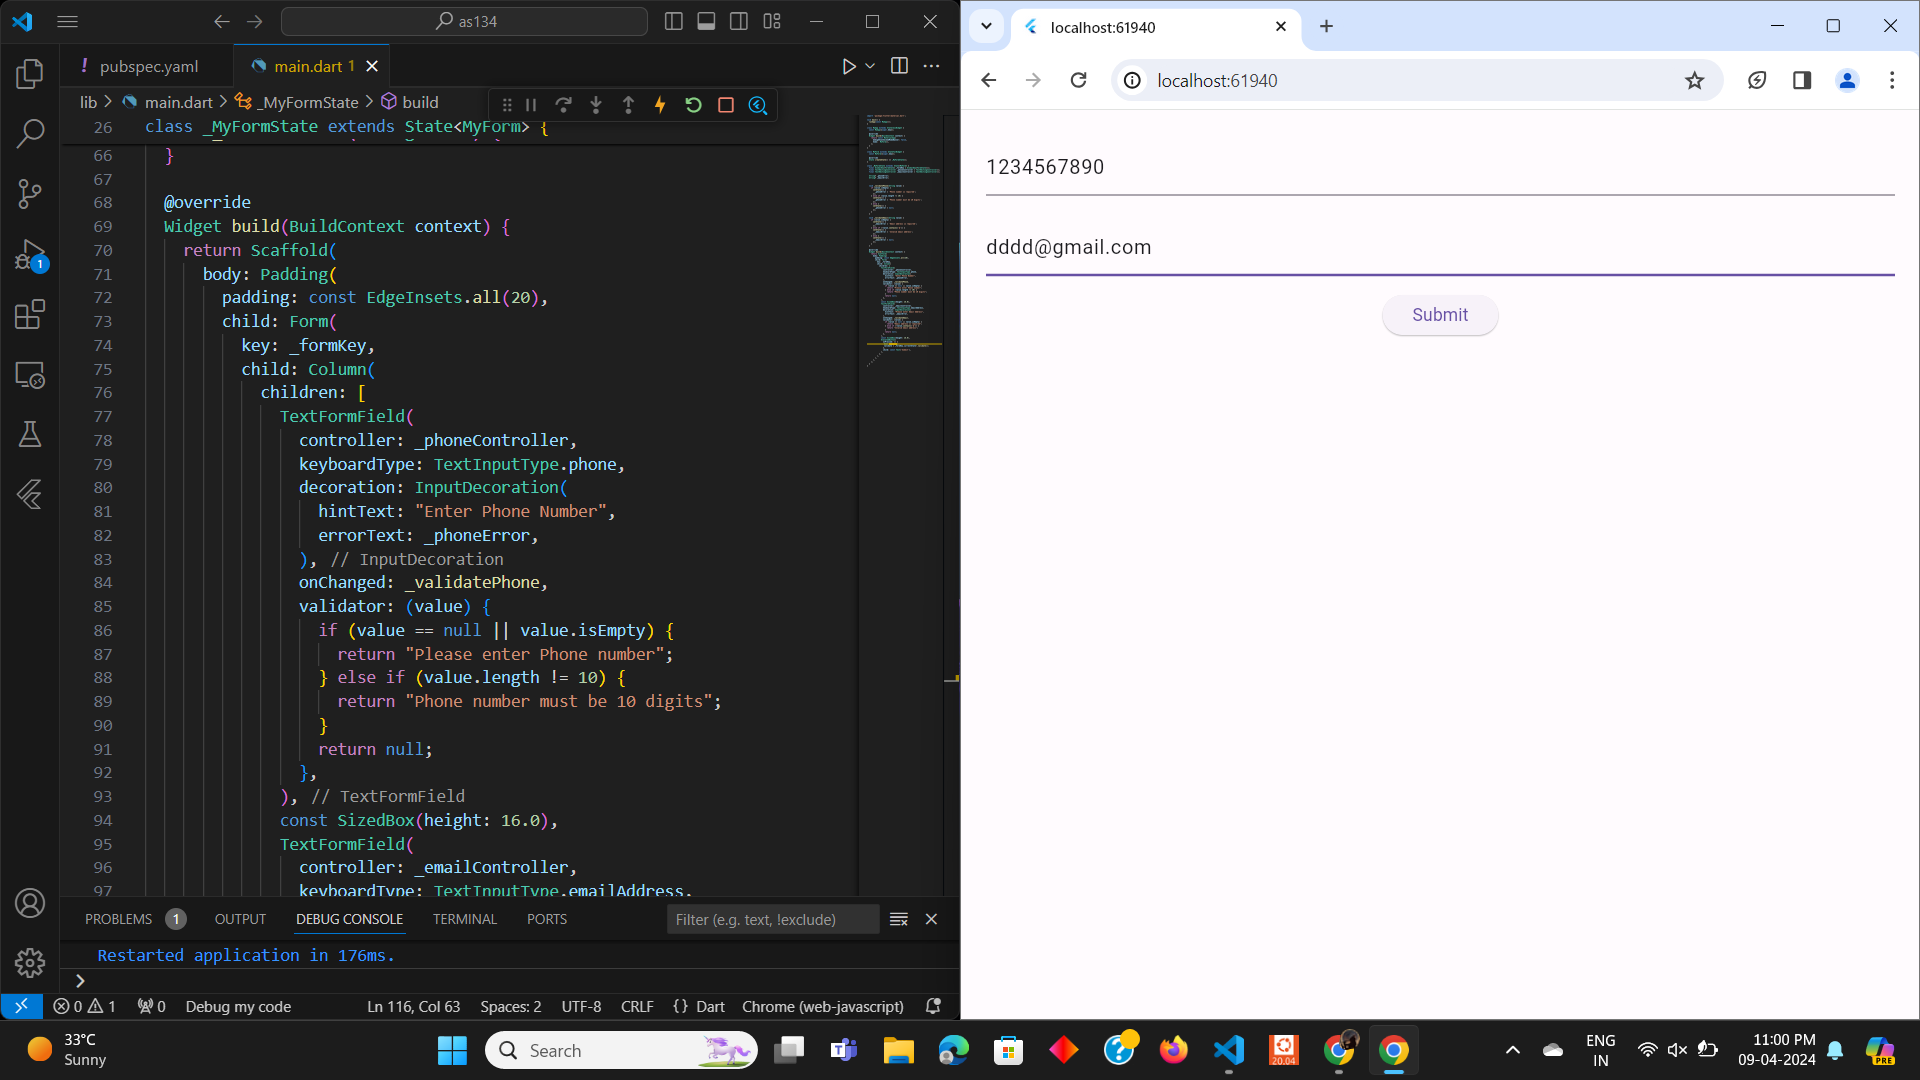 as134
pubspec.yaml
main.dart 1
lib > main.dart > _MyFormState > build
26 class _MyFormState extends State<MyForm> {
66 }
67
68 @override
69 Widget build(BuildContext context) {
70 return Scaffold(
71 body: Padding(
72 padding: const EdgeInsets.all(20),
73 child: Form(
74 key: _formKey,
75 child: Column(
76 children: [
77 TextFormField(
78 controller: _phoneController,
79 keyboardType: TextInputType.phone,
80 decoration: InputDecoration(
81 hintText: "Enter Phone Number",
82 errorText: _phoneError,
83 ), // InputDecoration
84 onChanged: _validatePhone,
85 validator: (value) {
86 if (value == null || value.isEmpty) {
87 return "Please enter Phone number";
88 } else if (value.length != 10) {
89 return "Phone number must be 10 digits";
90 }
91 return null;
92 },
93 ), // TextFormField
94 const SizedBox(height: 16.0),
95 TextFormField(
96 controller: _emailController,
97 keyboardType: TextInputType.emailAddress,
PROBLEMS 1 OUTPUT DEBUG CONSOLE TERMINAL PORTS Filter (e.g. text, !exclude)
Restarted application in 176ms.
0 1 0 Debug my code Ln 116, Col 63 Spaces: 2 UTF-8 CRLF {} Dart Chrome (web-javascript)
1
localhost:61940
localhost:61940
1234567890
dddd@gmail.com
Submit
33°C
Sunny
Search
20.04
ENG
IN
11:00 PM
09-04-2024
PRE